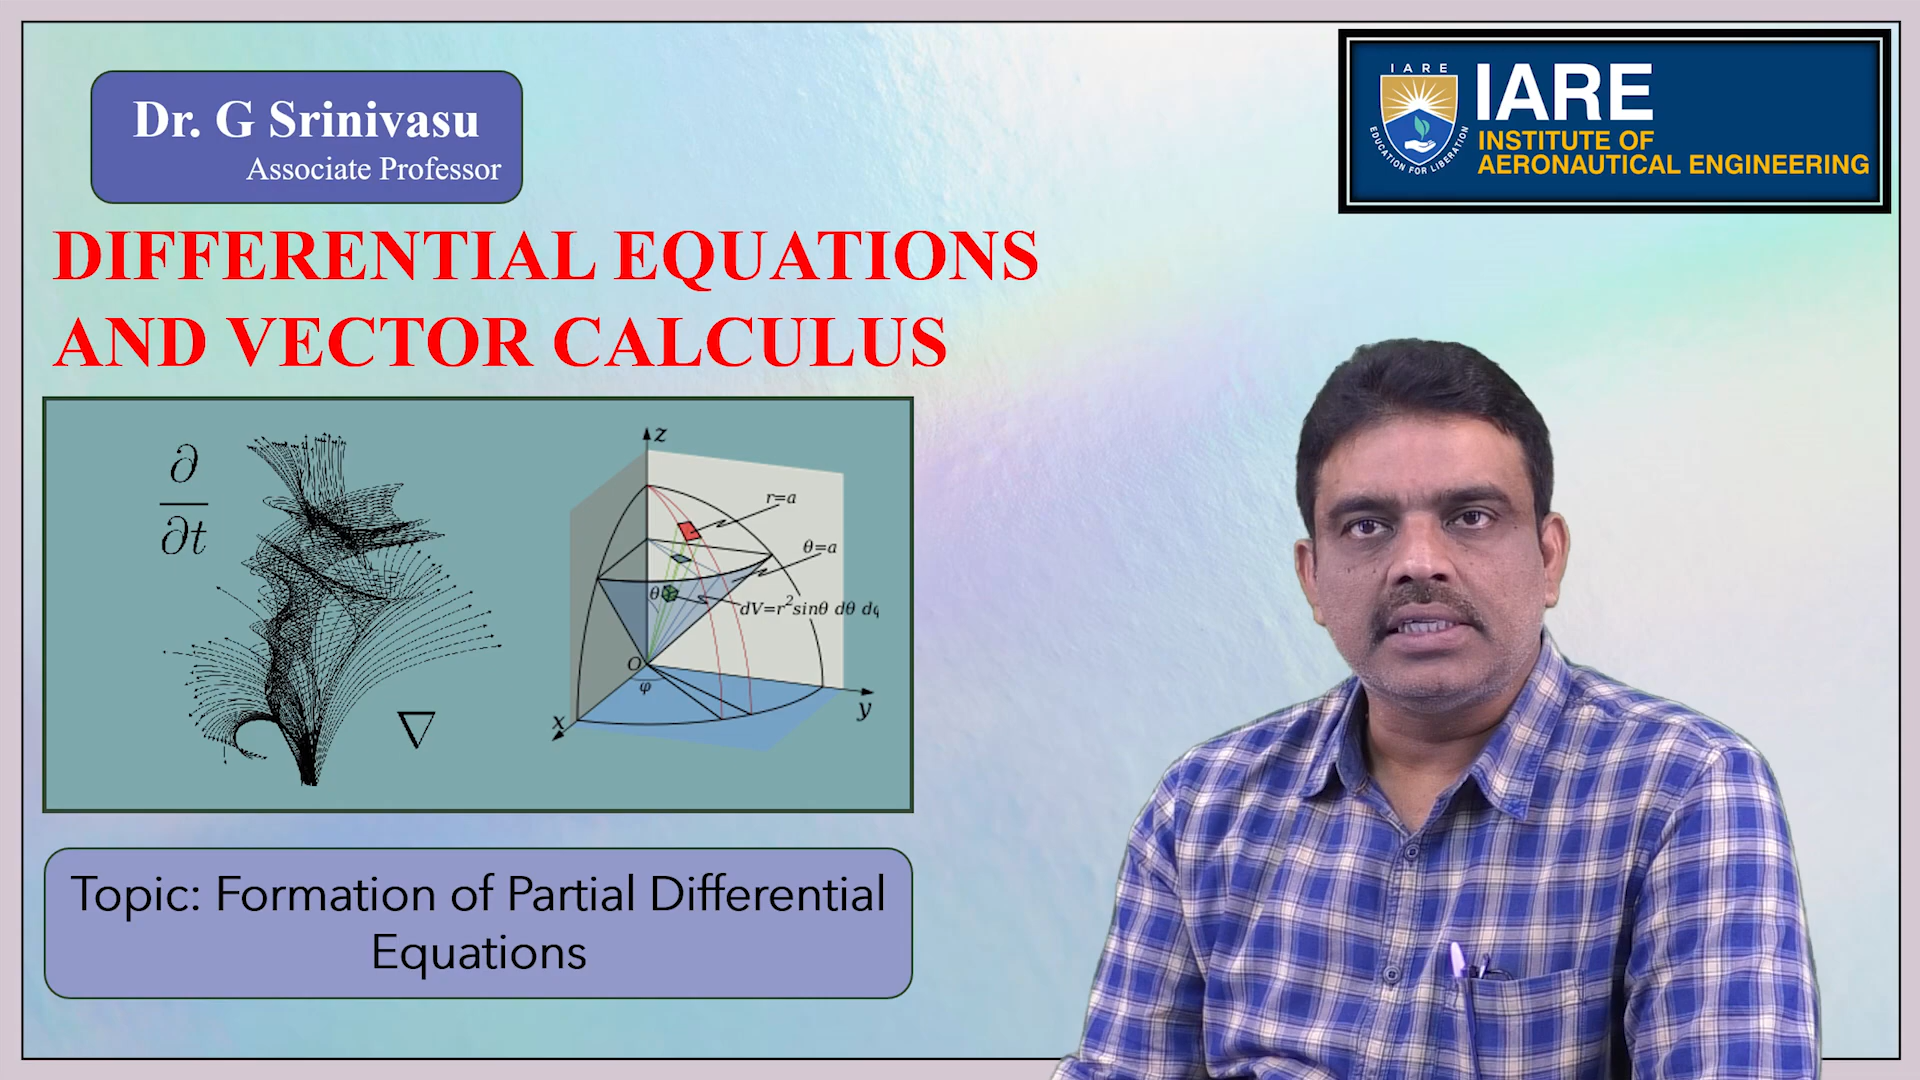 Dr. G Srinivasu
Associate Professor
IARE
EDUCATION FOR LIBERATION
IARE
INSTITUTE OF
AERONAUTICAL ENGINEERING
DIFFERENTIAL EQUATIONS
AND VECTOR CALCULUS
∂
∂t
∇
z
r=a
θ=a
θ
dV=r²sinθ dθ dφ
O
φ
x
y
Topic: Formation of Partial Differential
Equations